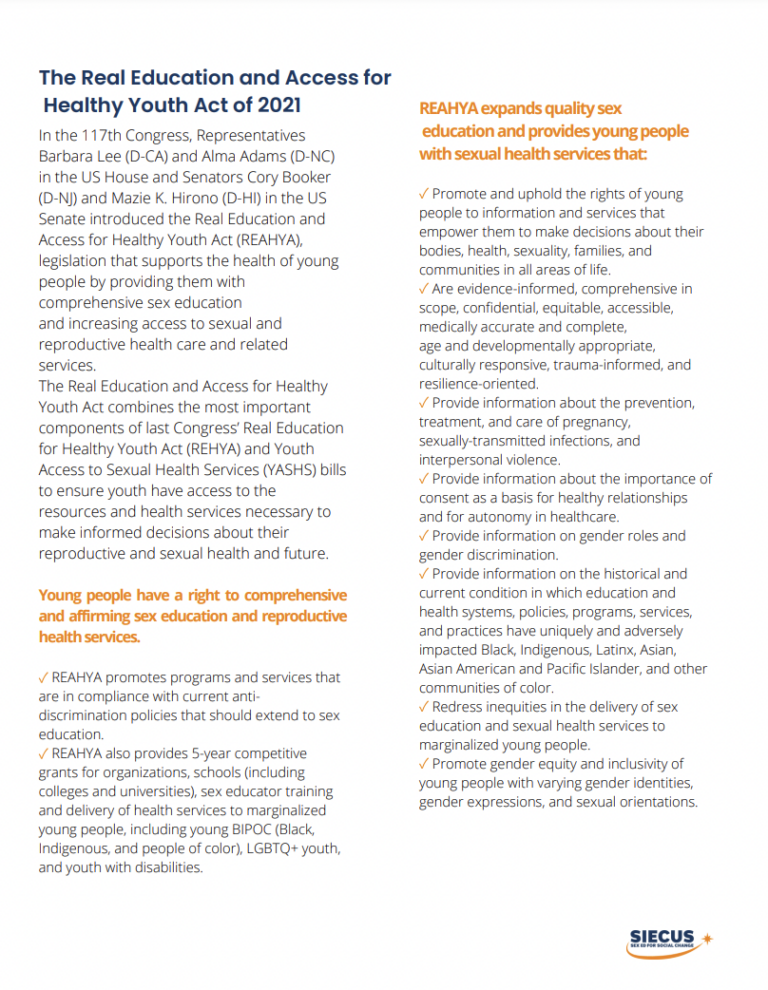 The Real Education and Access for
Healthy Youth Act of 2021
In the 117th Congress, Representatives
Barbara Lee (D-CA) and Alma Adams (D-NC)
in the US House and Senators Cory Booker
(D-NJ) and Mazie K. Hirono (D-HI) in the US
Senate introduced the Real Education and
Access for Healthy Youth Act (REAHYA),
legislation that supports the health of young
people by providing them with
comprehensive sex education
and increasing access to sexual and
reproductive health care and related
services.
The Real Education and Access for Healthy
Youth Act combines the most important
components of last Congress’ Real Education
for Healthy Youth Act (REHYA) and Youth
Access to Sexual Health Services (YASHS) bills
to ensure youth have access to the
resources and health services necessary to
make informed decisions about their
reproductive and sexual health and future.
Young people have a right to comprehensive
and affirming sex education and reproductive
health services.
✓ REAHYA promotes programs and services that
are in compliance with current anti-
discrimination policies that should extend to sex
education.
✓ REAHYA also provides 5-year competitive
grants for organizations, schools (including
colleges and universities), sex educator training
and delivery of health services to marginalized
young people, including young BIPOC (Black,
Indigenous, and people of color), LGBTQ+ youth,
and youth with disabilities.
REAHYA expands quality sex
education and provides young people
with sexual health services that:
✓ Promote and uphold the rights of young
people to information and services that
empower them to make decisions about their
bodies, health, sexuality, families, and
communities in all areas of life.
✓ Are evidence-informed, comprehensive in
scope, confidential, equitable, accessible,
medically accurate and complete,
age and developmentally appropriate,
culturally responsive, trauma-informed, and
resilience-oriented.
✓ Provide information about the prevention,
treatment, and care of pregnancy,
sexually-transmitted infections, and
interpersonal violence.
✓ Provide information about the importance of
consent as a basis for healthy relationships
and for autonomy in healthcare.
✓ Provide information on gender roles and
gender discrimination.
✓ Provide information on the historical and
current condition in which education and
health systems, policies, programs, services,
and practices have uniquely and adversely
impacted Black, Indigenous, Latinx, Asian,
Asian American and Pacific Islander, and other
communities of color.
✓ Redress inequities in the delivery of sex
education and sexual health services to
marginalized young people.
✓ Promote gender equity and inclusivity of
young people with varying gender identities,
gender expressions, and sexual orientations.
SIECUS
SEX ED FOR SOCIAL CHANGE